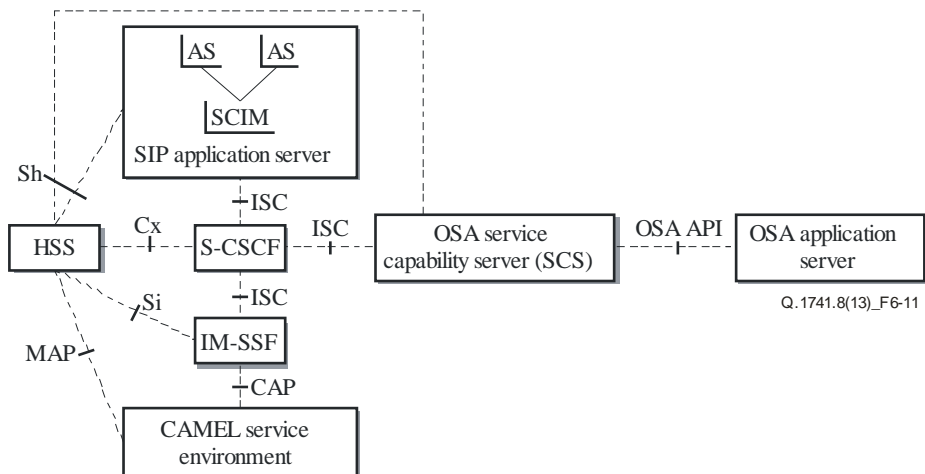 AS
AS
SCIM
SIP application server
Sh
ISC
Cx
ISC
OSA API
HSS
S-CSCF
OSA service
capability server (SCS)
OSA application
server
Q.1741.8(13)_F6-11
ISC
Si
IM-SSF
MAP
CAP
CAMEL service
environment